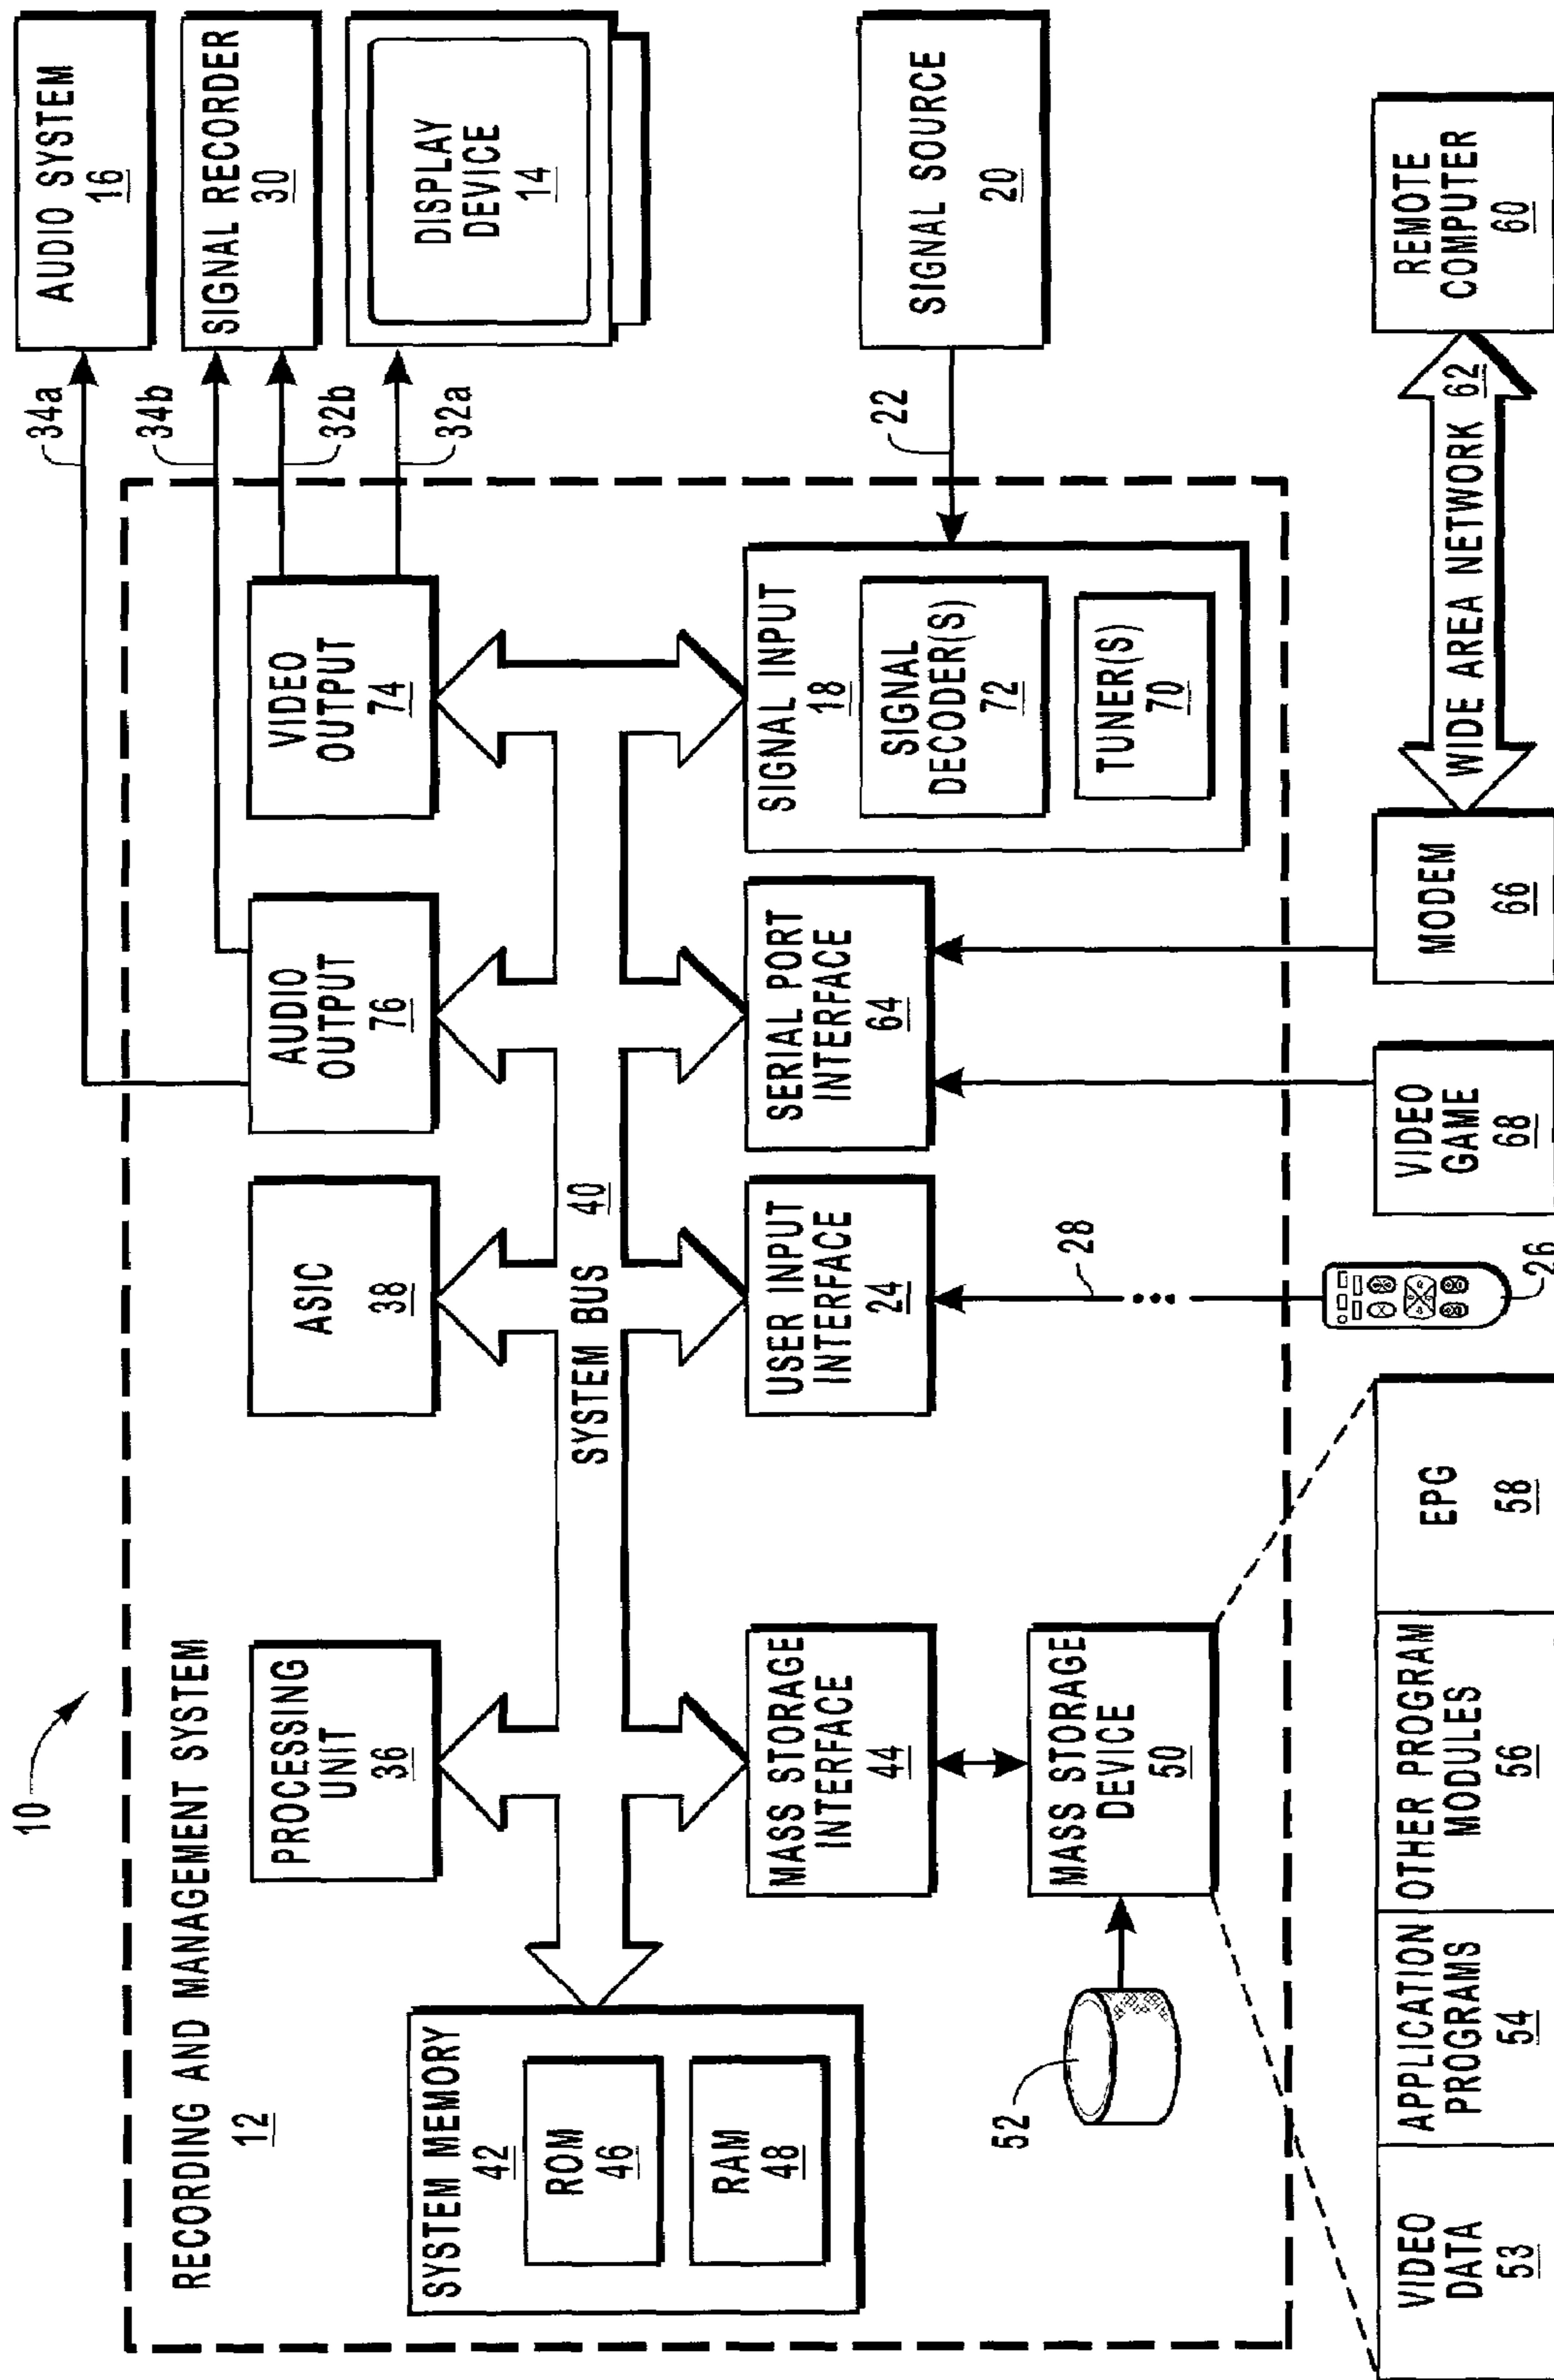 10
RECORDING AND MANAGEMENT SYSTEM
12
SYSTEM MEMORY
42
ROM
46
RAM
48
PROCESSING
UNIT
36
ASIC
38
AUDIO
OUTPUT
76
VIDEO
OUTPUT
74
34a
34b
32b
32a
AUDIO SYSTEM
16
SIGNAL RECORDER
30
DISPLAY
DEVICE
14
SYSTEM BUS 40
MASS STORAGE
INTERFACE
44
USER INPUT
INTERFACE
24
SERIAL PORT
INTERFACE
64
SIGNAL INPUT
18
SIGNAL
DECODER(S)
72
TUNER(S)
70
22
SIGNAL SOURCE
20
52
MASS STORAGE
DEVICE
50
28
26
VIDEO
DATA
53
APPLICATION
PROGRAMS
54
OTHER PROGRAM
MODULES
56
EPG
58
VIDEO
GAME
68
MODEM
66
WIDE AREA NETWORK 62
REMOTE
COMPUTER
60